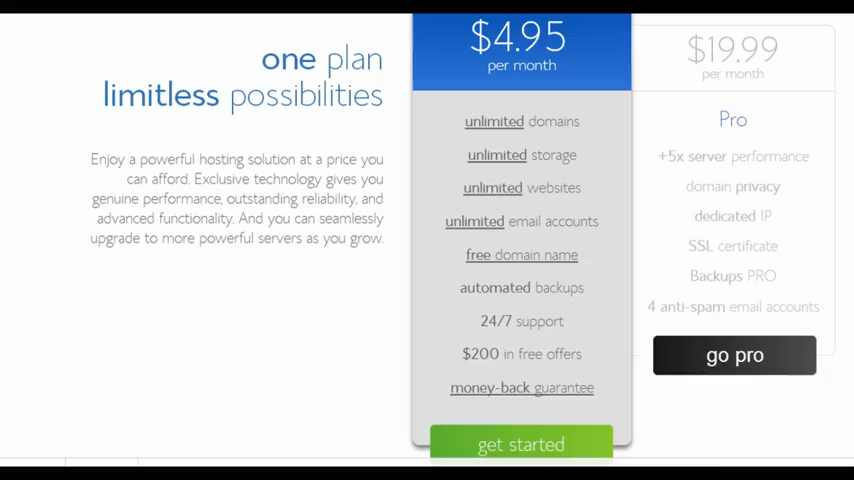 one plan
limitless possibilities
Enjoy a powerful hosting solution at a price you
can afford. Exclusive technology gives you
genuine performance, outstanding reliability, and
advanced functionality. And you can seamlessly
upgrade to more powerful servers as you grow.
$4.95
per month
unlimited domains
unlimited storage
unlimited websites
unlimited email accounts
free domain name
automated backups
24/7 support
$200 in free offers
money-back guarantee
get started
$19.99
per month
Pro
+5x server performance
domain privacy
dedicated IP
SSL certificate
Backups PRO
4 anti-spam email accounts
go pro